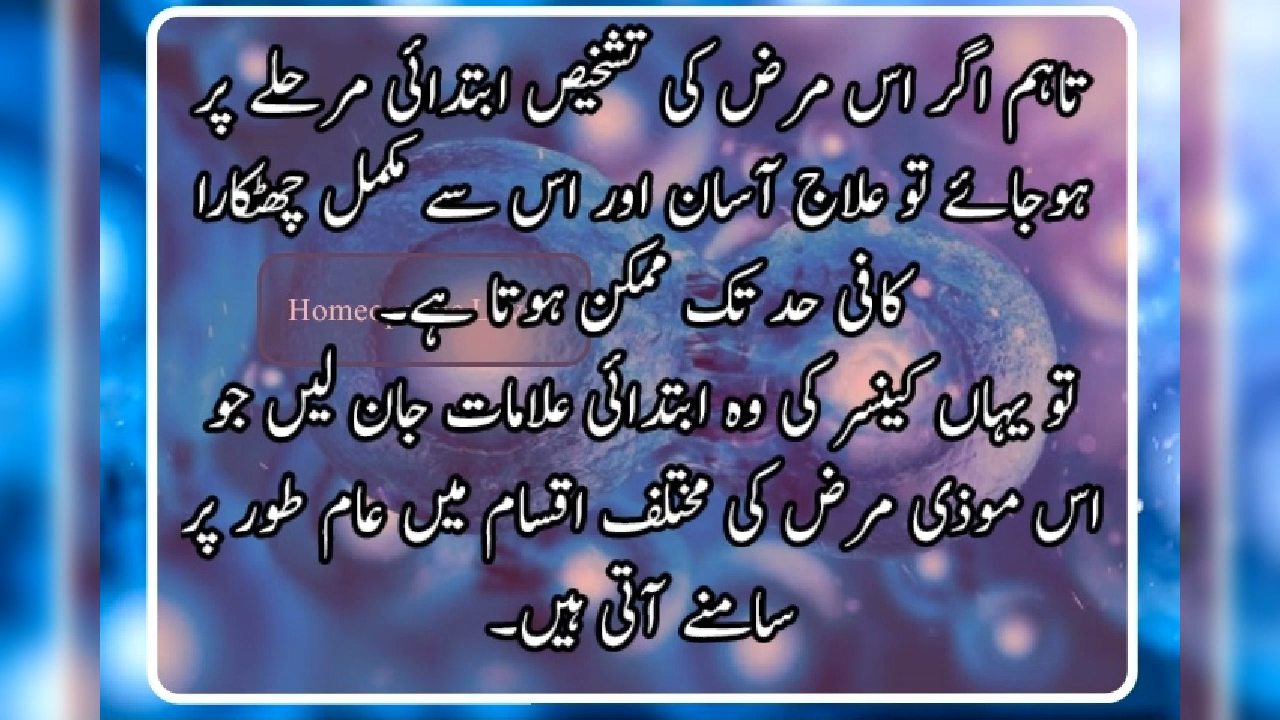 تاہم اگر اس مرض کی تشخیص ابتدائی مرحلے پر
ہوجائے تو علاج آسان اور اس سے مکمل چھٹکارا
کافی حد تک ممکن ہوتا ہے۔
تو یہاں کینسر کی وہ ابتدائی علامات جان لیں جو
اس موذی مرض کی مختلف اقسام میں عام طور پر
سامنے آتی ہیں۔